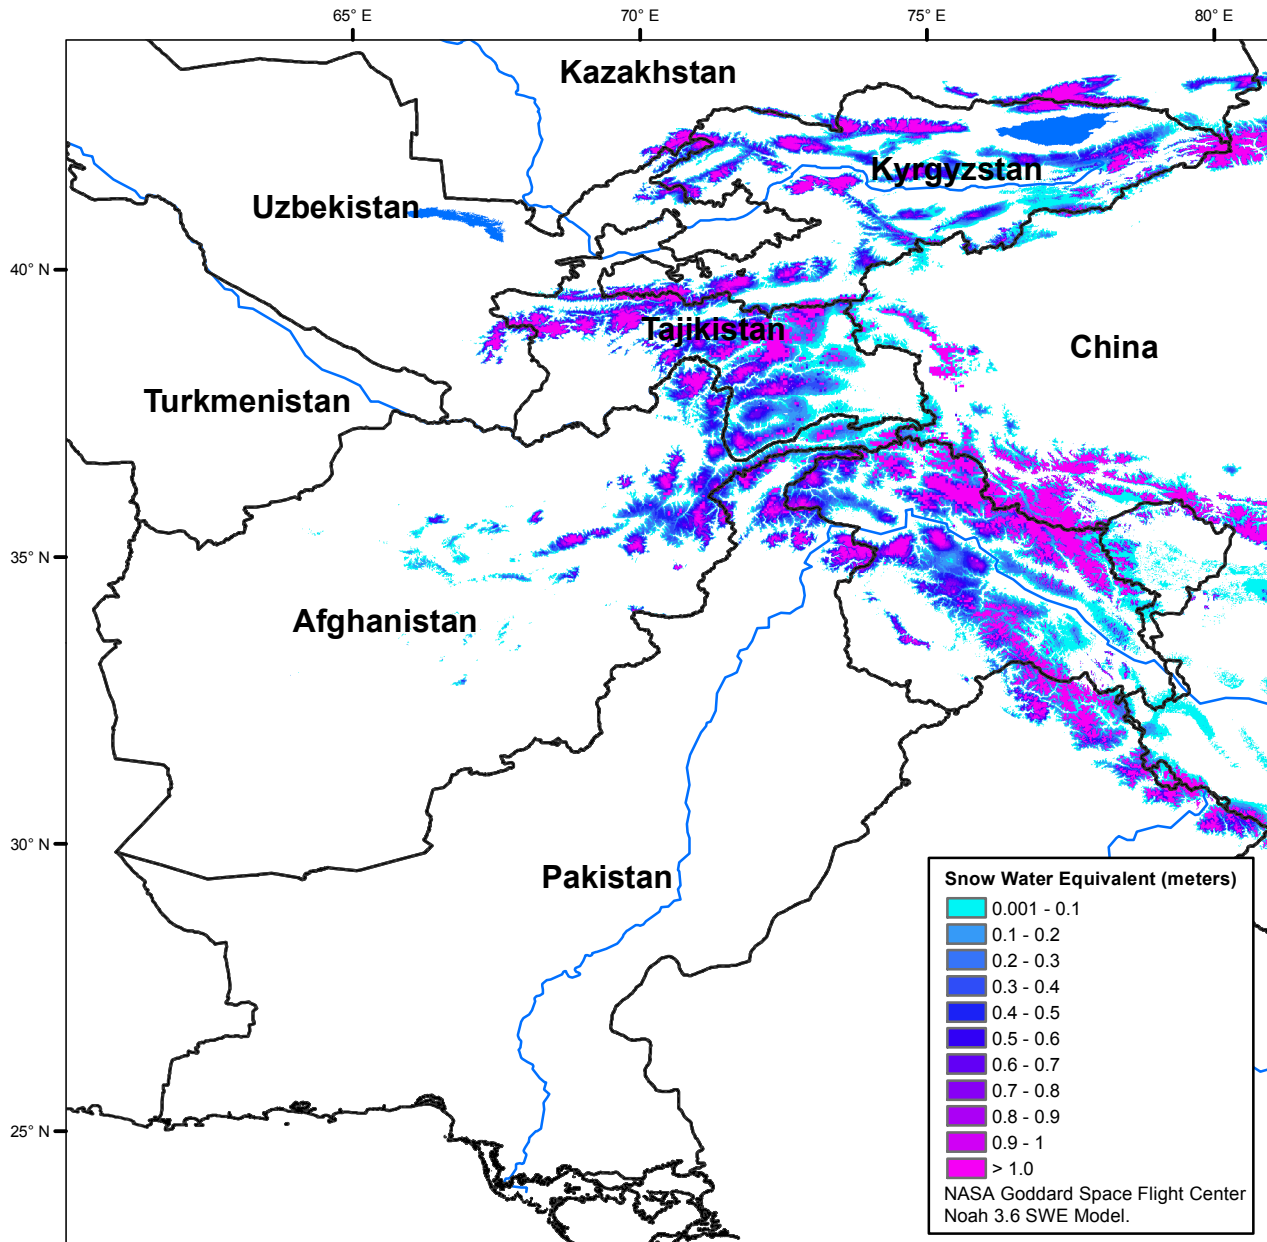 65° E
70° E
75° E
80° E
Kazakhstan
Kyrgyzstan
Uzbekistan
40° N
Tajikistan
China
Turkmenistan
35° N
Afghanistan
30° N
Pakistan
25° N
Snow Water Equivalent (meters)
0.001 - 0.1
0.1 - 0.2
0.2 - 0.3
0.3 - 0.4
0.4 - 0.5
0.5 - 0.6
0.6 - 0.7
0.7 - 0.8
0.8 - 0.9
0.9 - 1
> 1.0
NASA Goddard Space Flight Center
Noah 3.6 SWE Model.